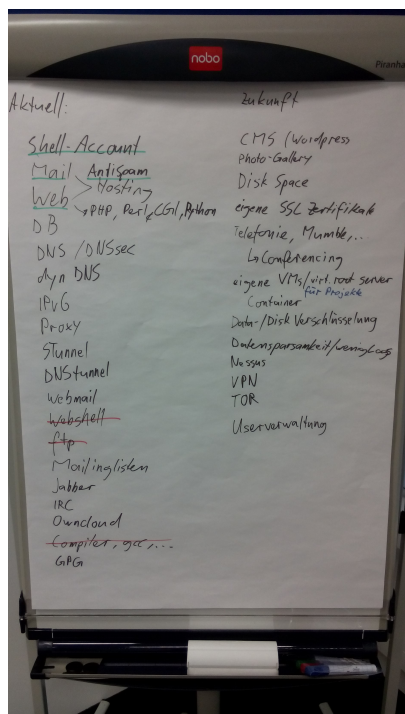 nobo
Piranha
Aktuell:
Shell-Account
Mail Antispam
Web > Hosting
↳ PHP, Perl, CGI, Python
DB
DNS / DNSsec
dyn DNS
IPv6
Proxy
Stunnel
DNStunnel
Webmail
Webshell
ftp
Mailinglisten
Jabber
IRC
Owncloud
Compiler, gcc, ...
GPG
Zukunft
CMS (Wordpress
Photo-Gallery
Disk Space
eigene SSL Zertifikate
Telefonie, Mumble, ..
↳ Conferencing
eigene VMs/virt. root server
Container für Projekte
Data-/Disk Verschlüsselung
Datensparsamkeit/wenig Logs
Nessus
VPN
TOR
Userverwaltung